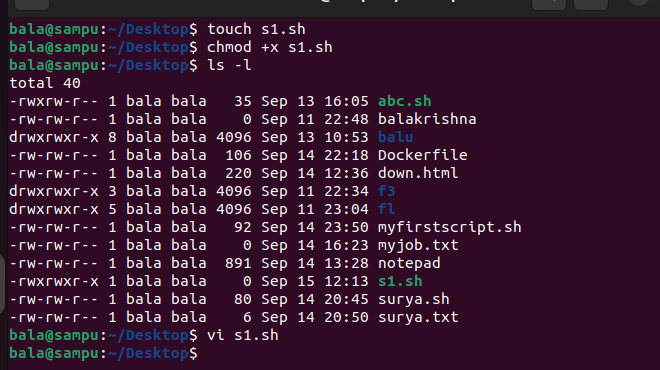 bala@sampu:~/Desktop$ touch s1.sh
bala@sampu:~/Desktop$ chmod +x s1.sh
bala@sampu:~/Desktop$ ls -l
total 40
-rwxrw-r-- 1 bala bala   35 Sep 13 16:05 abc.sh
-rw-rw-r-- 1 bala bala    0 Sep 11 22:48 balakrishna
drwxrwxr-x 8 bala bala 4096 Sep 13 10:53 balu
-rw-rw-r-- 1 bala bala  106 Sep 14 22:18 Dockerfile
-rw-rw-r-- 1 bala bala  220 Sep 14 12:36 down.html
drwxrwxr-x 3 bala bala 4096 Sep 11 22:34 f3
drwxrwxr-x 5 bala bala 4096 Sep 11 23:04 fl
-rw-rw-r-- 1 bala bala   92 Sep 14 23:50 myfirstscript.sh
-rw-rw-r-- 1 bala bala    0 Sep 14 16:23 myjob.txt
-rw-rw-r-- 1 bala bala  891 Sep 14 13:28 notepad
-rwxrwxr-x 1 bala bala    0 Sep 15 12:13 s1.sh
-rw-rw-r-- 1 bala bala   80 Sep 14 20:45 surya.sh
-rw-rw-r-- 1 bala bala    6 Sep 14 20:50 surya.txt
bala@sampu:~/Desktop$ vi s1.sh
bala@sampu:~/Desktop$